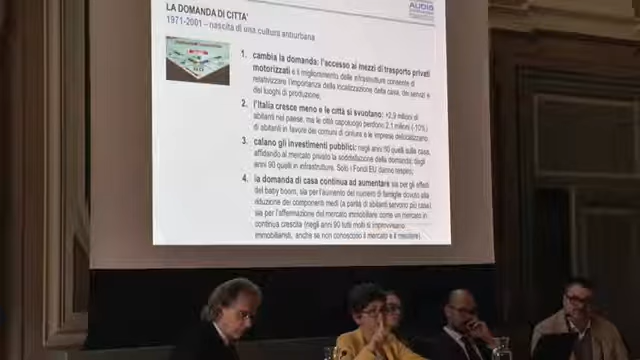 LA DOMANDA DI CITTA'
AUDIS
1971-2001 – nascita di una cultura antiurbana
1. cambia la domanda: l'accesso ai mezzi di trasporto privati
motorizzati e il miglioramento delle infrastrutture consente di
relativizzare l'importanza della localizzazione della casa, dei servizi e
dei luoghi di produzione.
2. l'Italia cresce meno e le città si svuotano: +2,9 milioni di
abitanti nel paese, ma le città capoluogo perdono 2,1 milioni (-10%)
di abitanti in favore dei comuni di cintura e le imprese delocalizzano.
3. calano gli investimenti pubblici: negli anni 80 quelli sulla casa,
affidando al mercato privato la soddisfazione della domanda; dagli
anni 90 quelli in infrastrutture. Solo i Fondi EU danno respiro;
4. la domanda di casa continua ad aumentare sia per gli effetti
del baby boom, sia per l'aumento del numero di famiglie dovuto alla
riduzione dei componenti medi (a parità di abitanti servono più case)
sia per l'affermazione del mercato immobiliare come un mercato in
continua crescita (negli anni 90 tutti molti si improvvisano
immobiliaristi, anche se non conoscono il mercato e il mestiere).